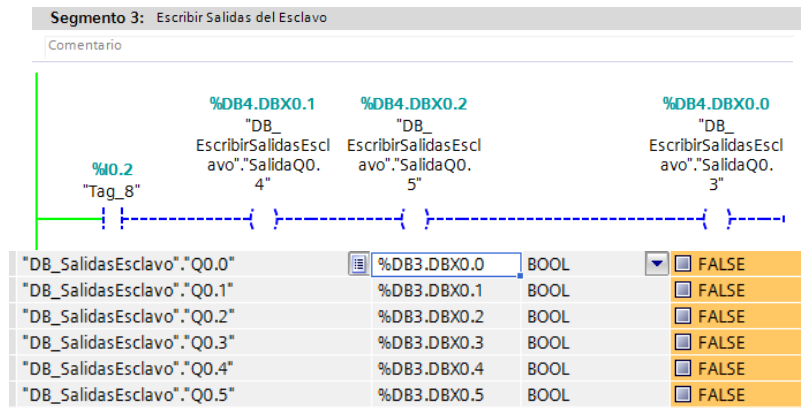 Segmento 3: Escribir Salidas del Esclavo
Comentario
%DB4.DBX0.1 %DB4.DBX0.2 %DB4.DBX0.0
"DB_ "DB_ "DB_
EscribirSalidasEscl EscribirSalidasEscl EscribirSalidasEscl
%I0.2 avo"."SalidaQ0. avo"."SalidaQ0. avo"."SalidaQ0.
"Tag_8" 4" 5" 3"
"DB_SalidasEsclavo"."Q0.0" %DB3.DBX0.0 BOOL FALSE
"DB_SalidasEsclavo"."Q0.1" %DB3.DBX0.1 BOOL FALSE
"DB_SalidasEsclavo"."Q0.2" %DB3.DBX0.2 BOOL FALSE
"DB_SalidasEsclavo"."Q0.3" %DB3.DBX0.3 BOOL FALSE
"DB_SalidasEsclavo"."Q0.4" %DB3.DBX0.4 BOOL FALSE
"DB_SalidasEsclavo"."Q0.5" %DB3.DBX0.5 BOOL FALSE